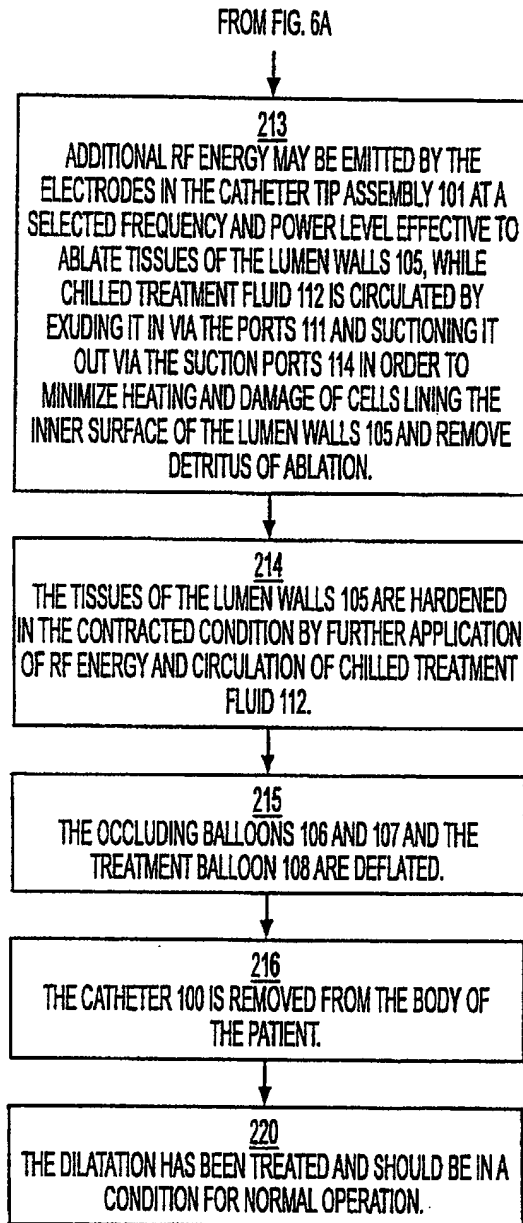 FROM FIG. 6A
213
ADDITIONAL RF ENERGY MAY BE EMITTED BY THE
ELECTRODES IN THE CATHETER TIP ASSEMBLY 101 AT A
SELECTED FREQUENCY AND POWER LEVEL EFFECTIVE TO
ABLATE TISSUES OF THE LUMEN WALLS 105, WHILE
CHILLED TREATMENT FLUID 112 IS CIRCULATED BY
EXUDING IT IN VIA THE PORTS 111 AND SUCTIONING IT
OUT VIA THE SUCTION PORTS 114 IN ORDER TO
MINIMIZE HEATING AND DAMAGE OF CELLS LINING THE
INNER SURFACE OF THE LUMEN WALLS 105 AND REMOVE
DETRITUS OF ABLATION.
214
THE TISSUES OF THE LUMEN WALLS 105 ARE HARDENED
IN THE CONTRACTED CONDITION BY FURTHER APPLICATION
OF RF ENERGY AND CIRCULATION OF CHILLED TREATMENT
FLUID 112.
215
THE OCCLUDING BALLOONS 106 AND 107 AND THE
TREATMENT BALLOON 108 ARE DEFLATED.
216
THE CATHETER 100 IS REMOVED FROM THE BODY OF
THE PATIENT.
220
THE DILATATION HAS BEEN TREATED AND SHOULD BE IN A
CONDITION FOR NORMAL OPERATION.